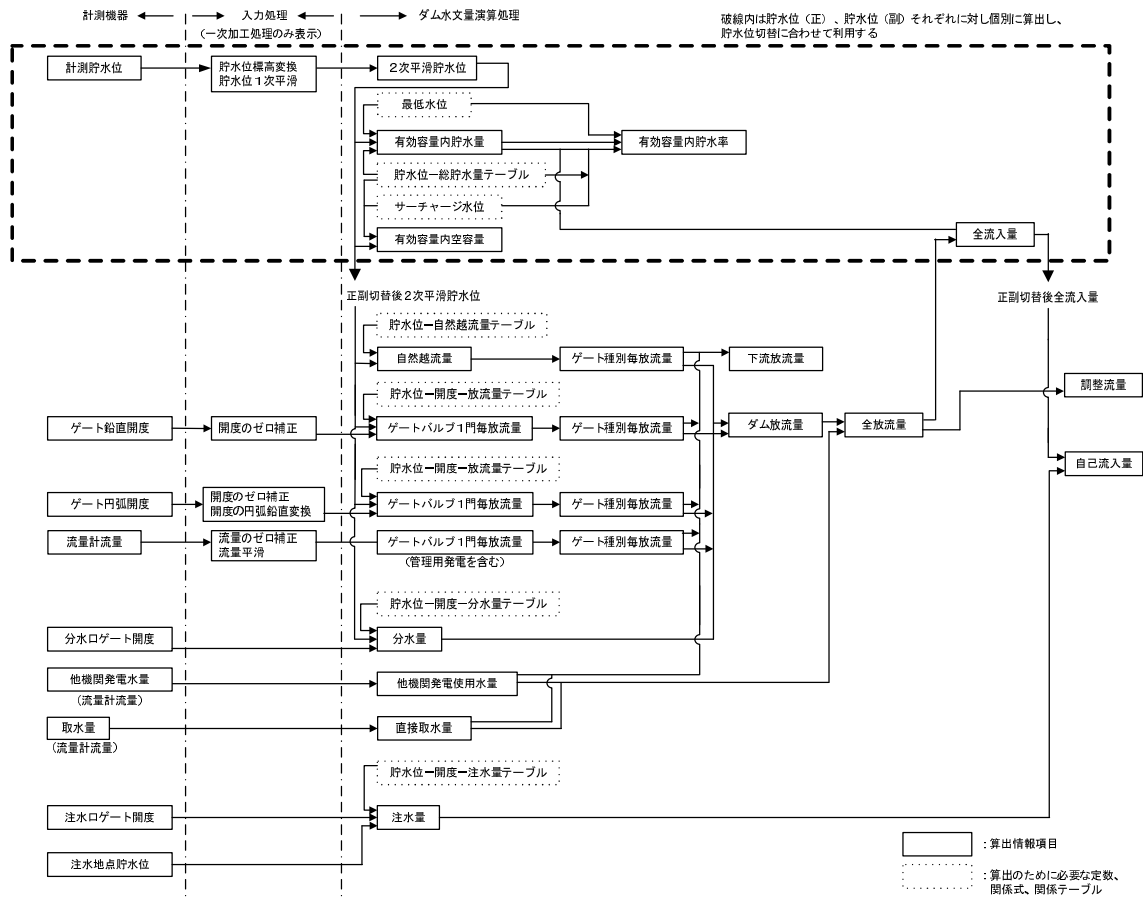 計測機器
入力処理
(一次加工処理のみ表示)
ダム水文量演算処理
破線内は貯水位（正）、貯水位（副）それぞれに対し個別に算出し、
貯水位切替に合わせて利用する
計測貯水位
貯水位標高変換
貯水位１次平滑
２次平滑貯水位
最低水位
有効容量内貯水量
有効容量内貯水率
貯水位ー総貯水量テーブル
サーチャージ水位
有効容量内空容量
全流入量
正副切替後２次平滑貯水位
正副切替後全流入量
貯水位ー自然越流量テーブル
自然越流量
ゲート種別毎放流量
下流放流量
貯水位ー開度ー放流量テーブル
調整流量
ゲート鉛直開度
開度のゼロ補正
ゲートバルブ１門毎放流量
ゲート種別毎放流量
ダム放流量
全放流量
貯水位ー開度ー放流量テーブル
自己流入量
ゲート円弧開度
開度のゼロ補正
開度の円弧鉛直変換
ゲートバルブ１門毎放流量
ゲート種別毎放流量
流量計流量
流量のゼロ補正
流量平滑
ゲートバルブ１門毎放流量
(管理用発電を含む)
ゲート種別毎放流量
貯水位ー開度ー分水量テーブル
分水口ゲート開度
分水量
他機関発電水量
(流量計流量)
他機関発電使用水量
取水量
(流量計流量)
直接取水量
貯水位ー開度ー注水量テーブル
注水口ゲート開度
注水量
注水地点貯水位
：算出情報項目
：算出のために必要な定数、
関係式、関係テーブル